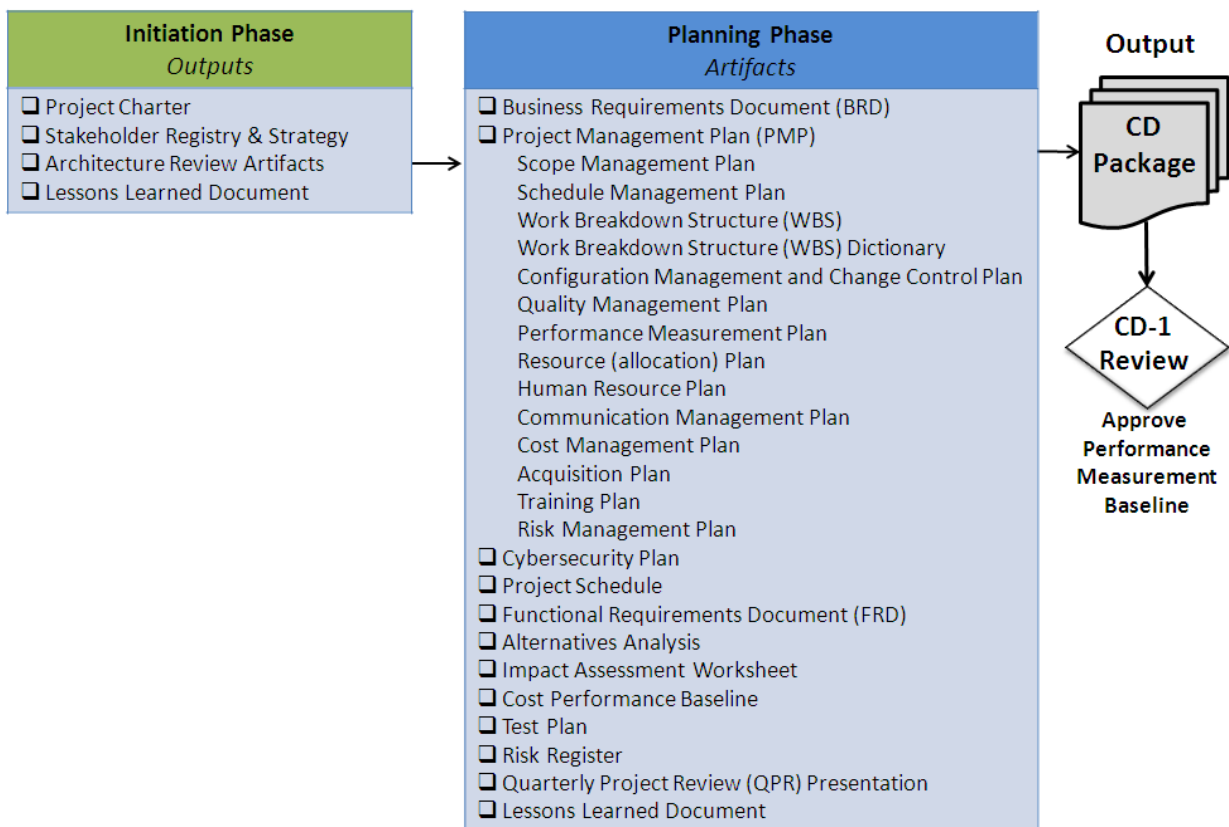 Initiation Phase
Outputs
❑ Project Charter
❑ Stakeholder Registry & Strategy
❑ Architecture Review Artifacts
❑ Lessons Learned Document
Planning Phase
Artifacts
❑ Business Requirements Document (BRD)
❑ Project Management Plan (PMP)
Scope Management Plan
Schedule Management Plan
Work Breakdown Structure (WBS)
Work Breakdown Structure (WBS) Dictionary
Configuration Management and Change Control Plan
Quality Management Plan
Performance Measurement Plan
Resource (allocation) Plan
Human Resource Plan
Communication Management Plan
Cost Management Plan
Acquisition Plan
Training Plan
Risk Management Plan
❑ Cybersecurity Plan
❑ Project Schedule
❑ Functional Requirements Document (FRD)
❑ Alternatives Analysis
❑ Impact Assessment Worksheet
❑ Cost Performance Baseline
❑ Test Plan
❑ Risk Register
❑ Quarterly Project Review (QPR) Presentation
❑ Lessons Learned Document
Output
CD
Package
CD-1
Review
Approve
Performance
Measurement
Baseline